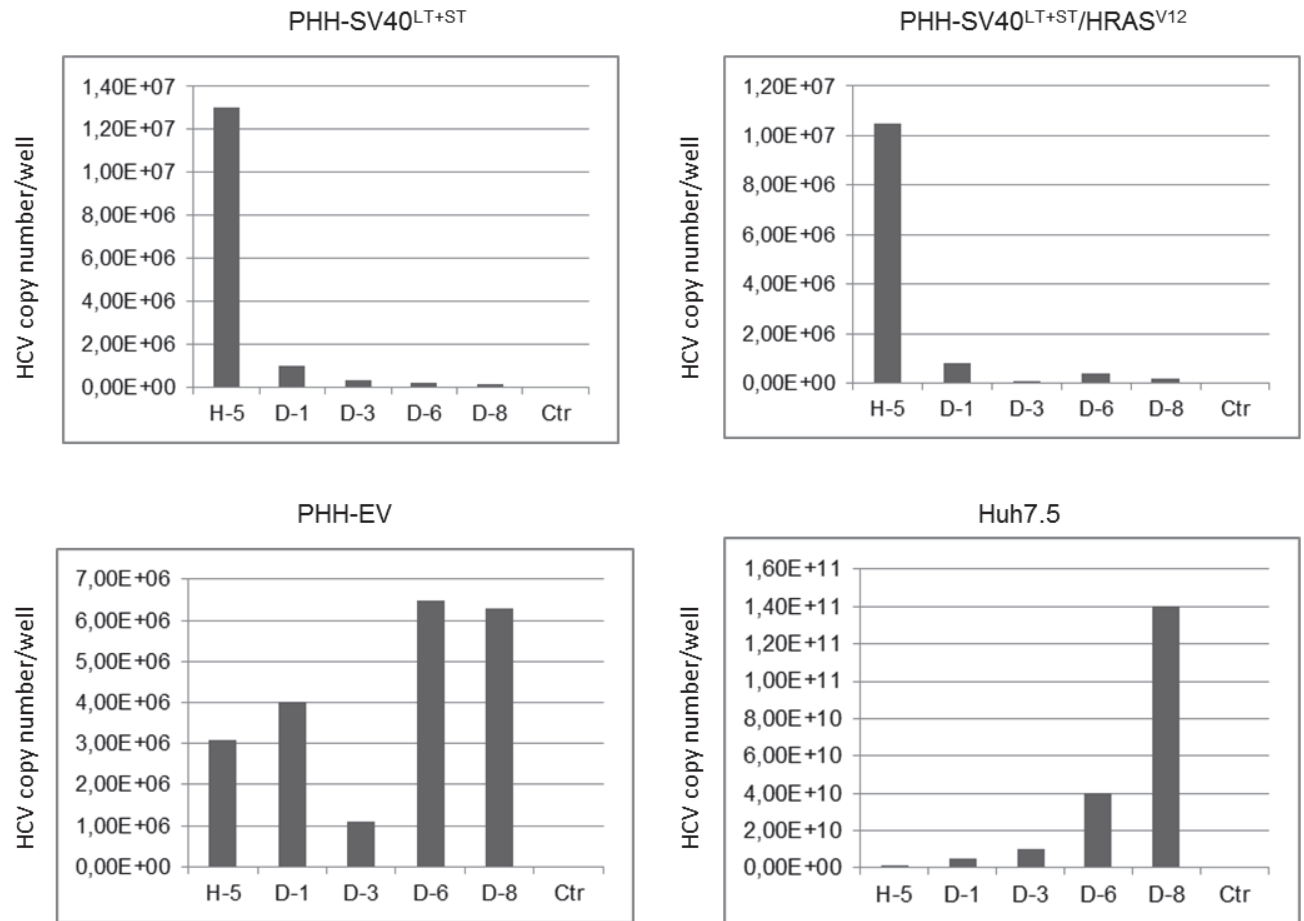 PHH-SV40LT+ST
HCV copy number/well
1,40E+07
1,20E+07
1,00E+07
8,00E+06
6,00E+06
4,00E+06
2,00E+06
0,00E+00
H-5 D-1 D-3 D-6 D-8 Ctr
PHH-SV40LT+ST/HRASV12
HCV copy number/well
1,20E+07
1,00E+07
8,00E+06
6,00E+06
4,00E+06
2,00E+06
0,00E+00
H-5 D-1 D-3 D-6 D-8 Ctr
PHH-EV
HCV copy number/well
7,00E+06
6,00E+06
5,00E+06
4,00E+06
3,00E+06
2,00E+06
1,00E+06
0,00E+00
H-5 D-1 D-3 D-6 D-8 Ctr
Huh7.5
HCV copy number/well
1,60E+11
1,40E+11
1,20E+11
1,00E+11
8,00E+10
6,00E+10
4,00E+10
2,00E+10
0,00E+00
H-5 D-1 D-3 D-6 D-8 Ctr